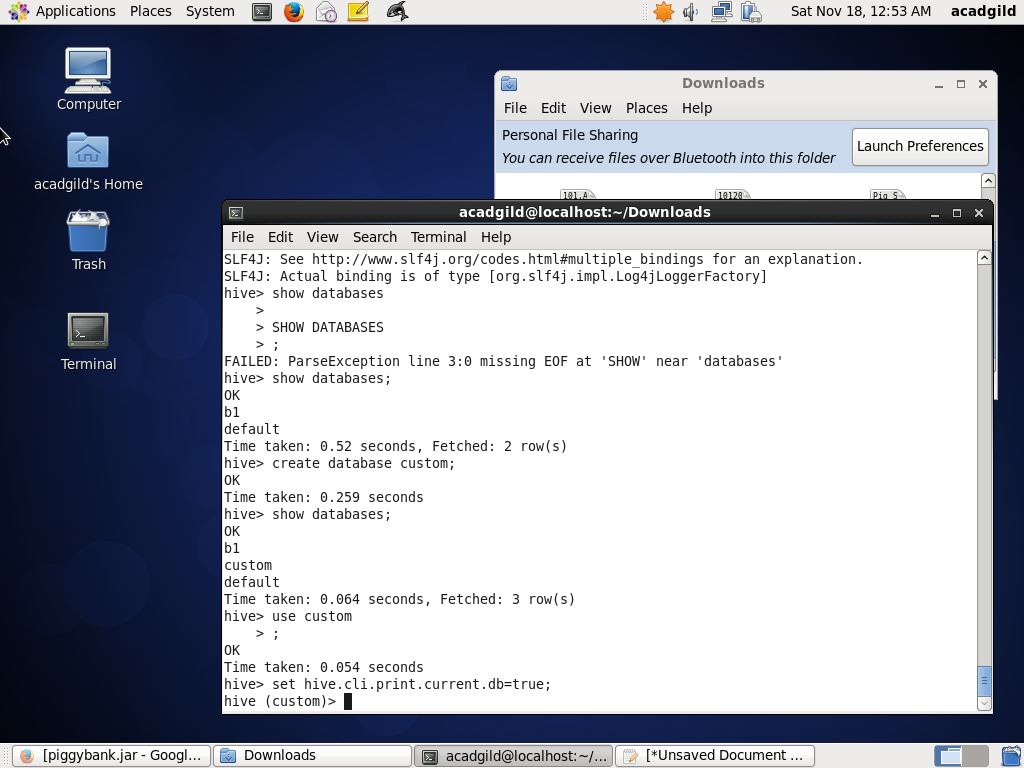 Applications Places System Sat Nov 18, 12:53 AM acadgild
Computer
acadgild's Home
Trash
Terminal
Downloads
File Edit View Places Help
Personal File Sharing
You can receive files over Bluetooth into this folder
Launch Preferences
101.A 10120 Pig_S
acadgild@localhost:~/Downloads
File Edit View Search Terminal Help
SLF4J: See http://www.slf4j.org/codes.html#multiple_bindings for an explanation.
SLF4J: Actual binding is of type [org.slf4j.impl.Log4jLoggerFactory]
hive> show databases
    >
    > SHOW DATABASES
    > ;
FAILED: ParseException line 3:0 missing EOF at 'SHOW' near 'databases'
hive> show databases;
OK
b1
default
Time taken: 0.52 seconds, Fetched: 2 row(s)
hive> create database custom;
OK
Time taken: 0.259 seconds
hive> show databases;
OK
b1
custom
default
Time taken: 0.064 seconds, Fetched: 3 row(s)
hive> use custom
    > ;
OK
Time taken: 0.054 seconds
hive> set hive.cli.print.current.db=true;
hive (custom)>
[piggybank.jar - Googl... Downloads acadgild@localhost:~/... [*Unsaved Document ...